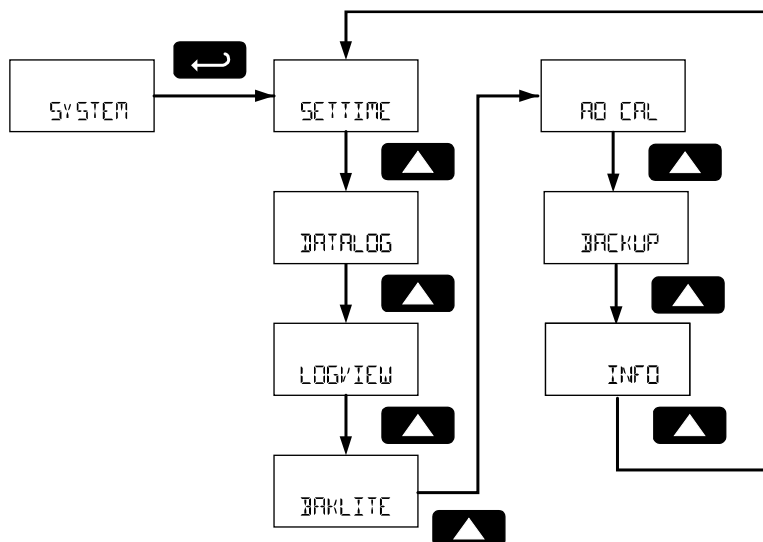 SYSTEM
SETTIME
DATALOG
LOGVIEW
BAKLITE
AO CAL
BACKUP
INFO